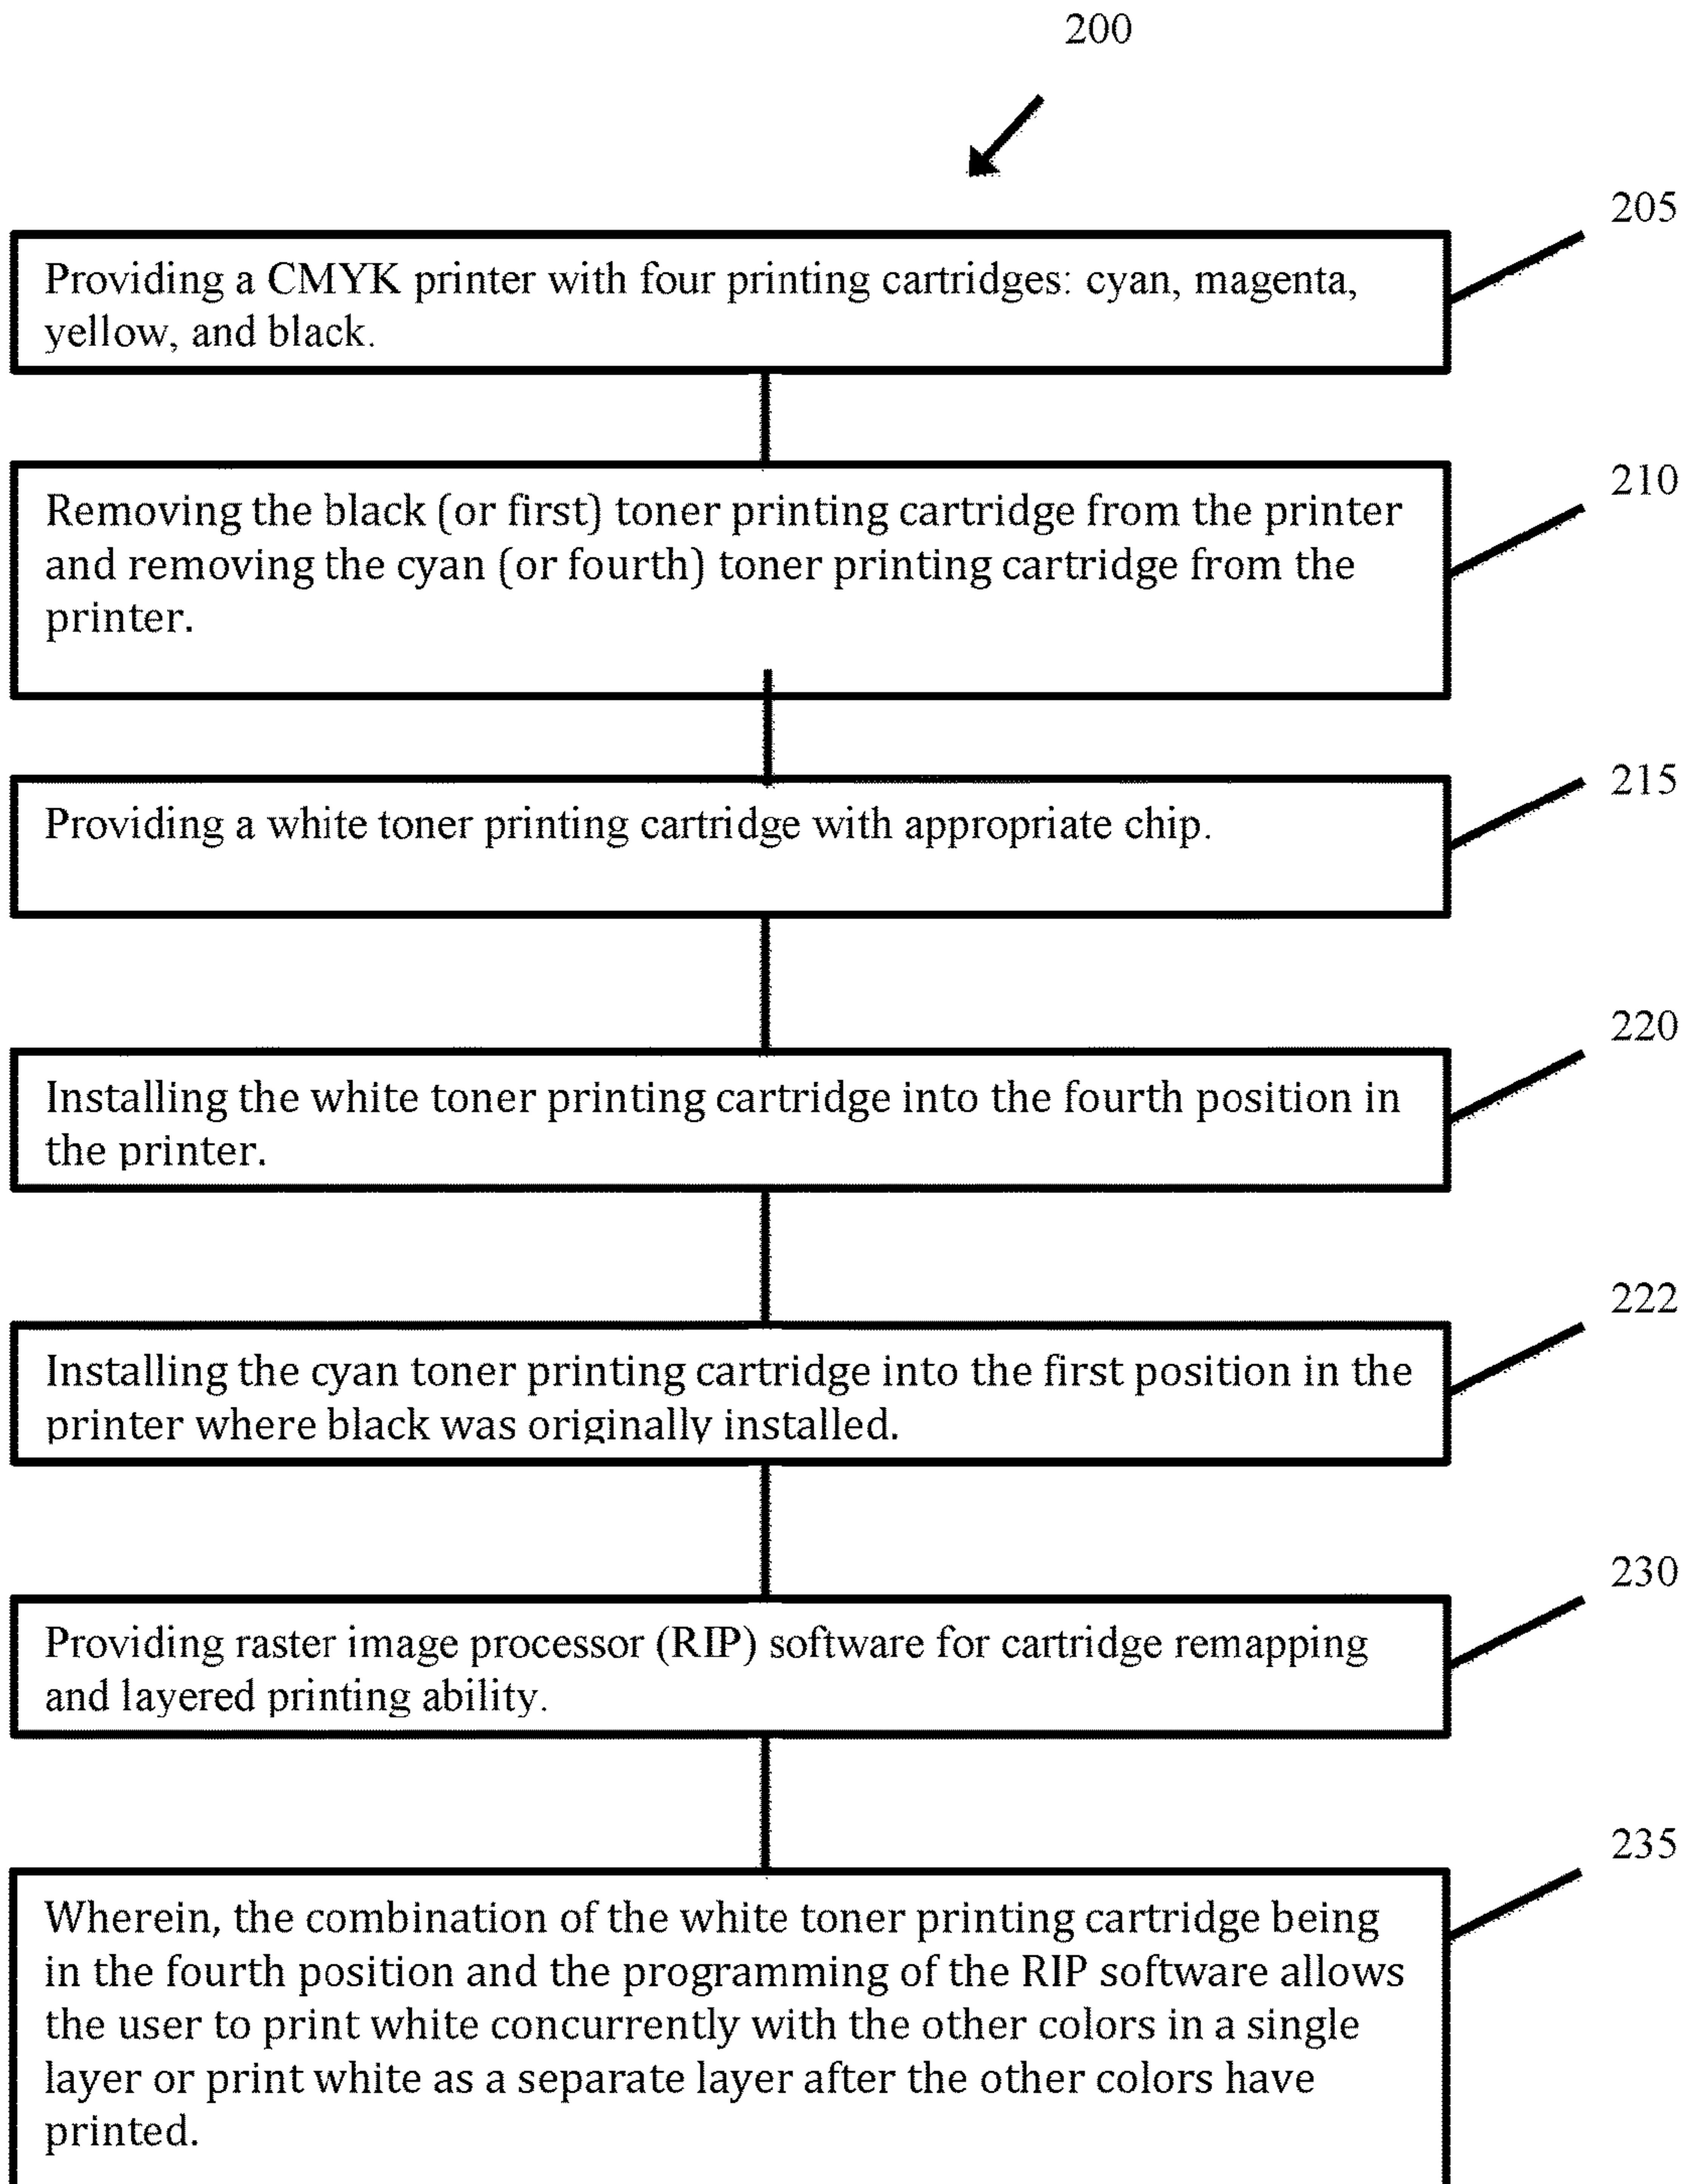 200
205
Providing a CMYK printer with four printing cartridges: cyan, magenta,
yellow, and black.
210
Removing the black (or first) toner printing cartridge from the printer
and removing the cyan (or fourth) toner printing cartridge from the
printer.
215
Providing a white toner printing cartridge with appropriate chip.
220
Installing the white toner printing cartridge into the fourth position in
the printer.
222
Installing the cyan toner printing cartridge into the first position in the
printer where black was originally installed.
230
Providing raster image processor (RIP) software for cartridge remapping
and layered printing ability.
235
Wherein, the combination of the white toner printing cartridge being
in the fourth position and the programming of the RIP software allows
the user to print white concurrently with the other colors in a single
layer or print white as a separate layer after the other colors have
printed.